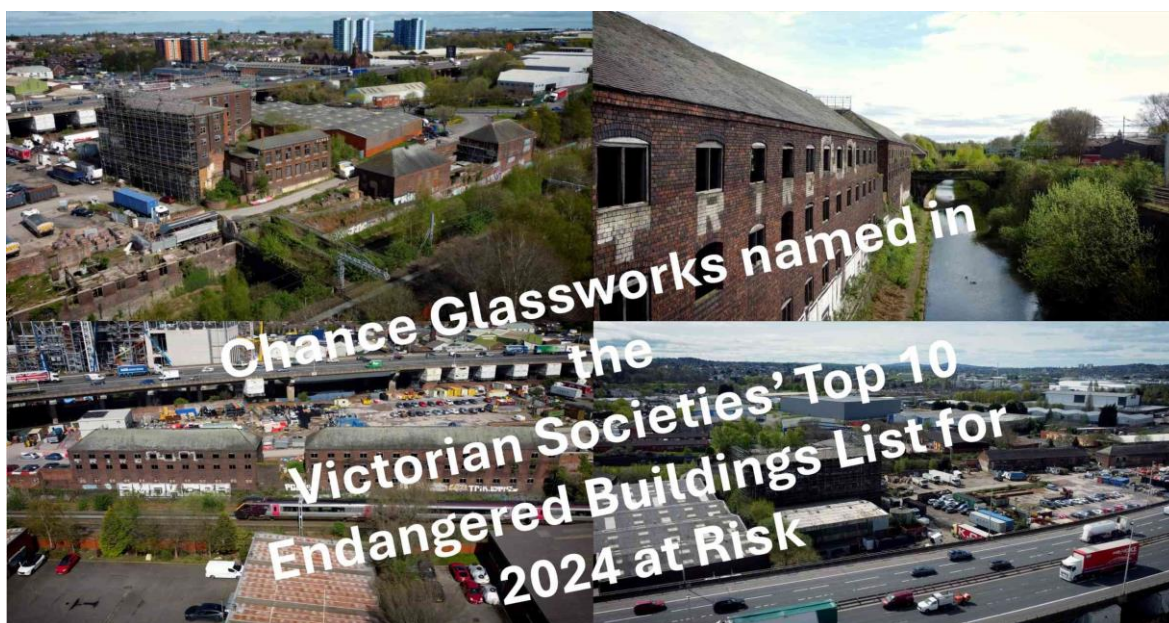 Chance Glassworks named in
the
Victorian Societies’ Top 10
Endangered Buildings List for
2024 at Risk